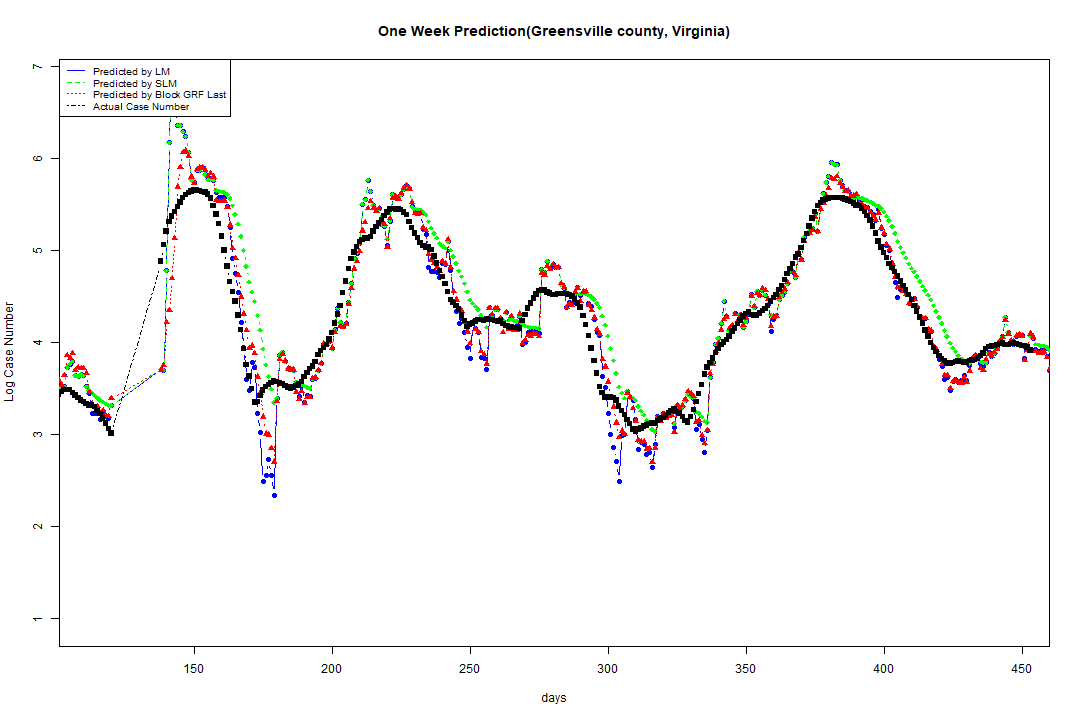 One Week Prediction(Greensville county, Virginia)
Predicted by LM
Predicted by SLM
Predicted by Block GRF Last
Actual Case Number
7
6
5
4
3
2
1
Log Case Number
150 200 250 300 350 400 450
days